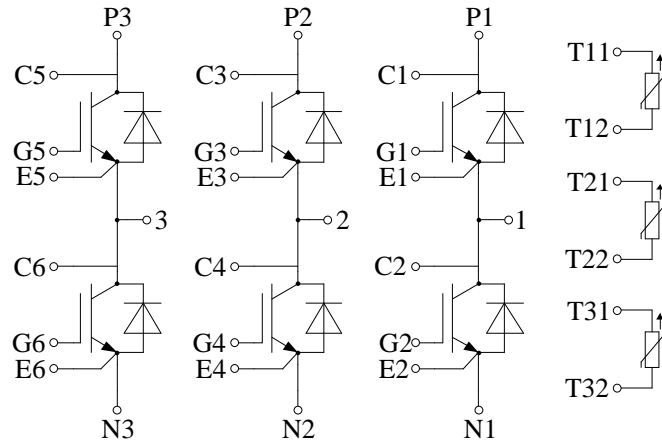 P3 P2 P1
C5 C3 C1 T11
G5 G3 G1 T12
E5 E3 E1 T21
3 2 1
C6 C4 C2 T22
T31
G6 G4 G2
E6 E4 E2 T32
N3 N2 N1